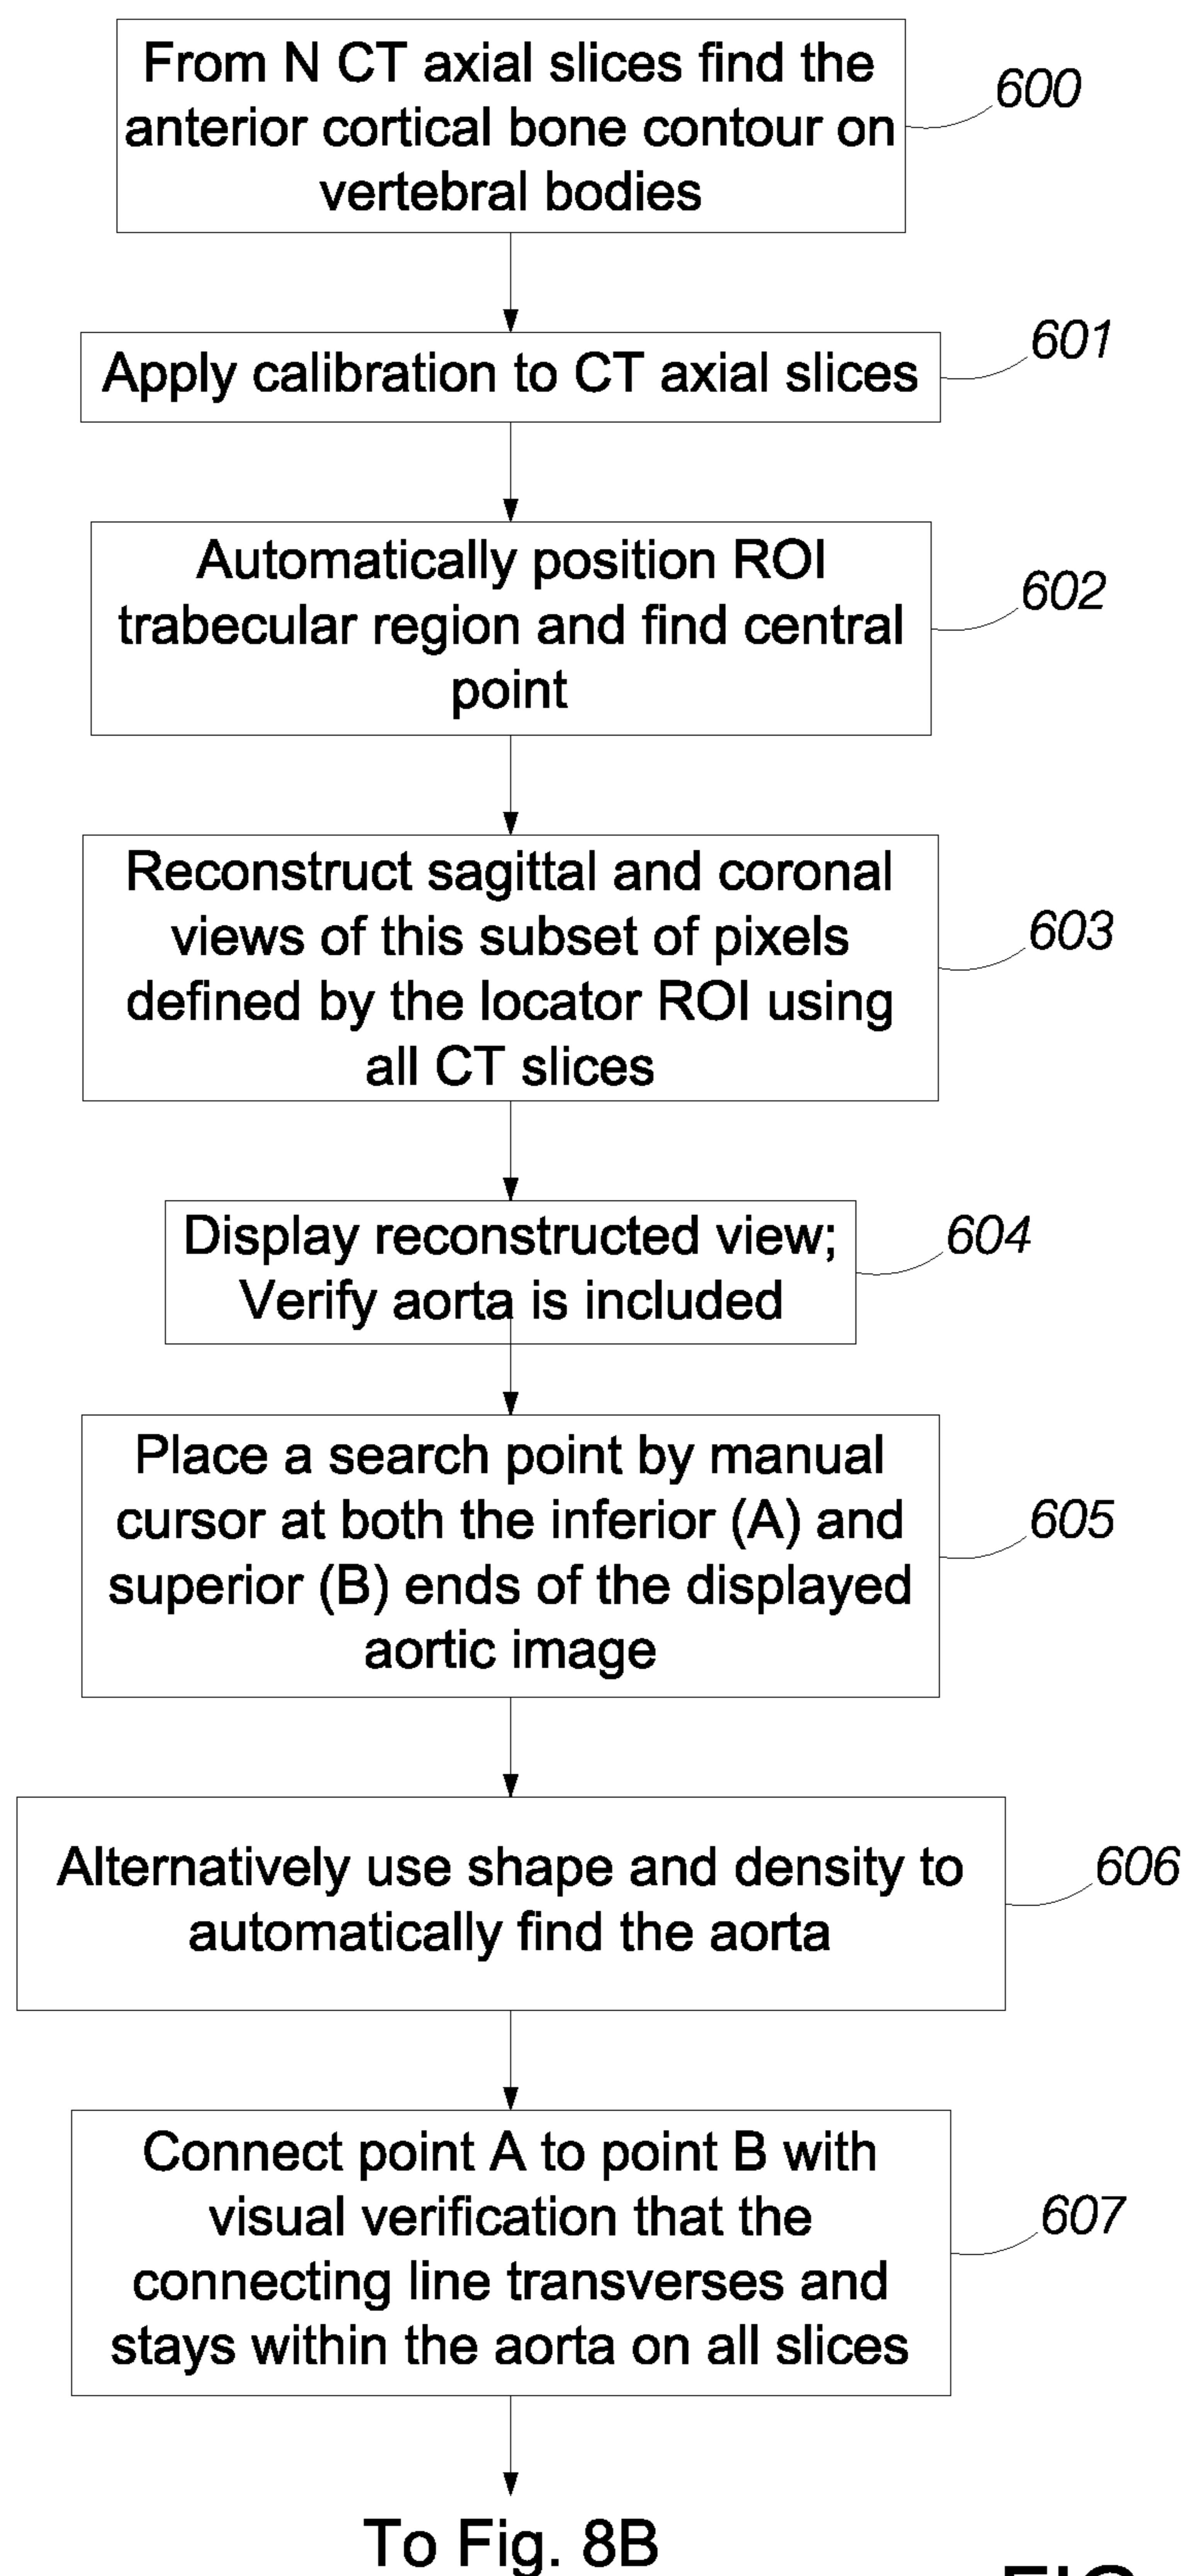 From N CT axial slices find the
anterior cortical bone contour on
vertebral bodies
600
Apply calibration to CT axial slices
601
Automatically position ROI
trabecular region and find central
point
602
Reconstruct sagittal and coronal
views of this subset of pixels
defined by the locator ROI using
all CT slices
603
Display reconstructed view;
Verify aorta is included
604
Place a search point by manual
cursor at both the inferior (A) and
superior (B) ends of the displayed
aortic image
605
Alternatively use shape and density to
automatically find the aorta
606
Connect point A to point B with
visual verification that the
connecting line transverses and
stays within the aorta on all slices
607
To Fig. 8B